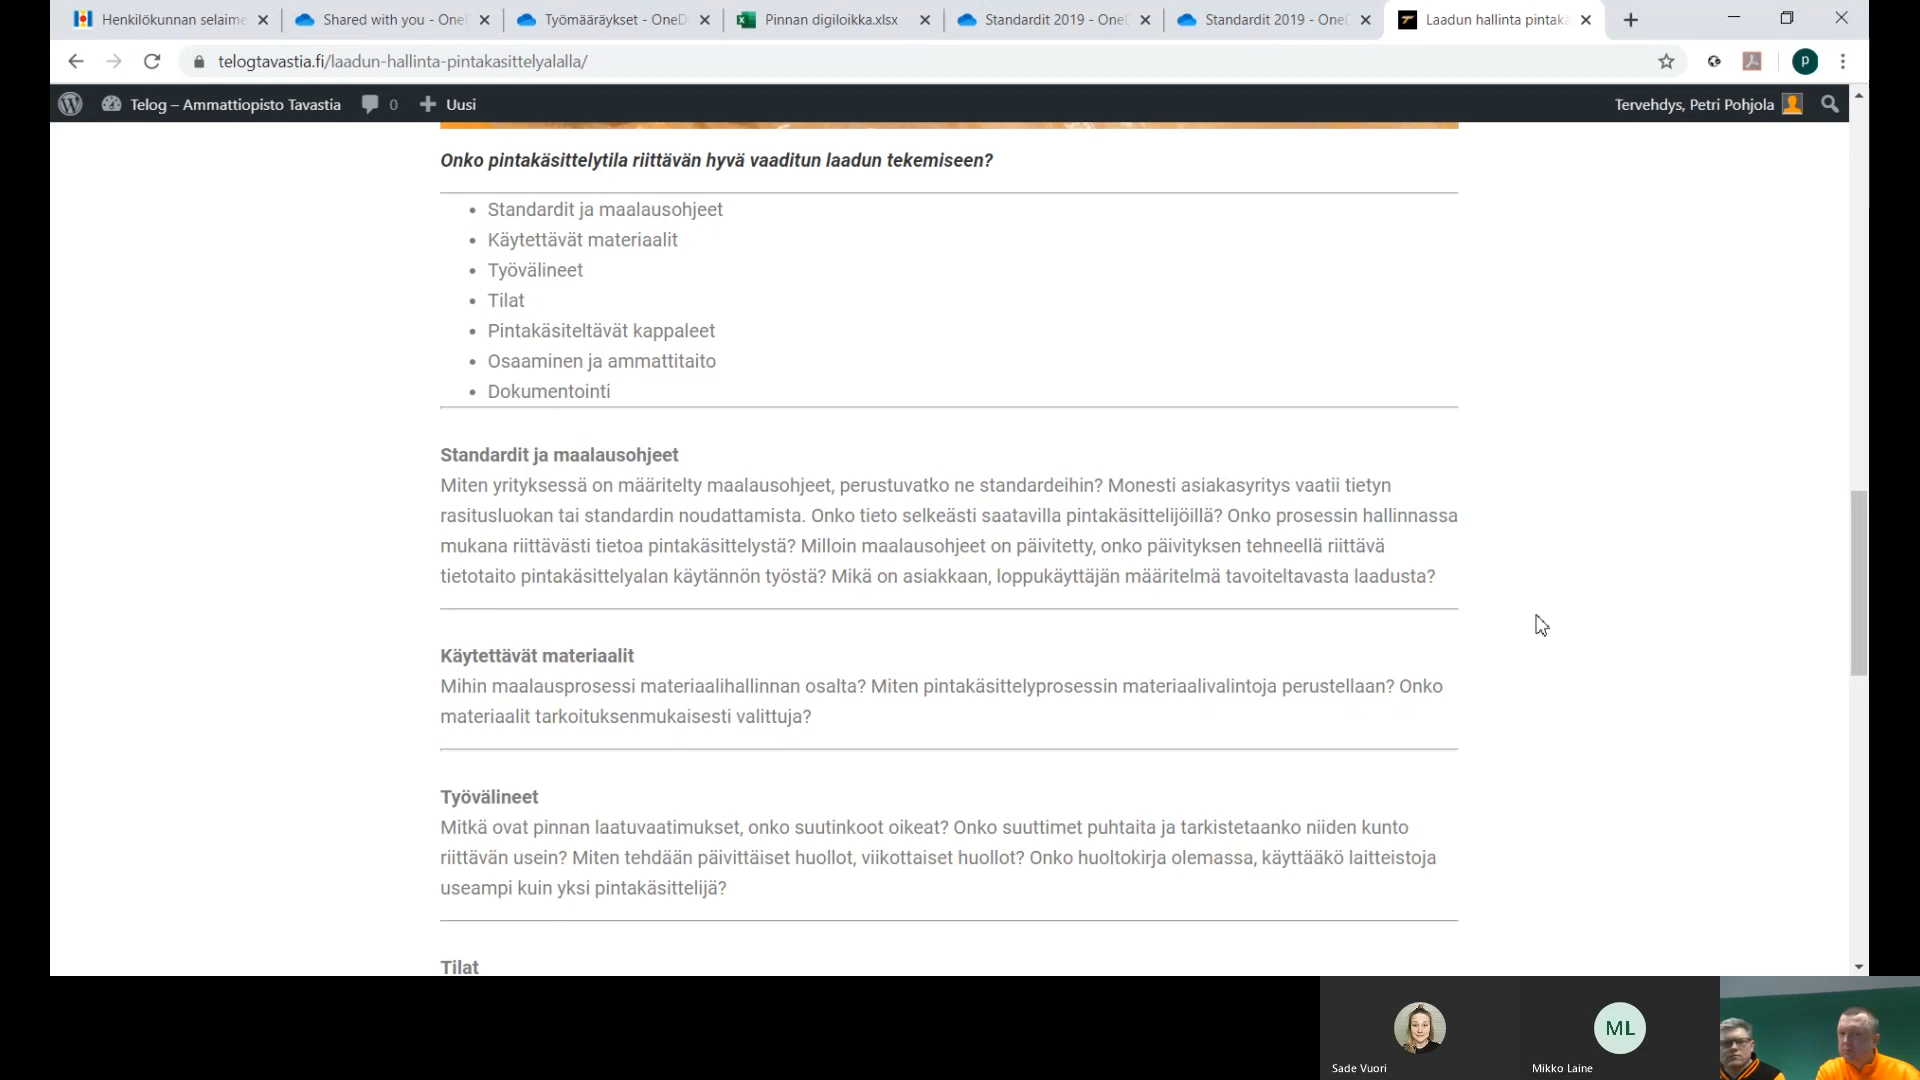 Henkilökunnan selaime
Shared with you - OneD
Työmääräykset - OneD
Pinnan digiloikka.xlsx
Standardit 2019 - OneD
Standardit 2019 - OneD
Laadun hallinta pintakä
telogtavastia.fi/laadun-hallinta-pintakasittelyalalla/
P
Telog – Ammattiopisto Tavastia
0
Uusi
Tervehdys, Petri Pohjola
Onko pintakäsittelytila riittävän hyvä vaaditun laadun tekemiseen?
• Standardit ja maalausohjeet
• Käytettävät materiaalit
• Työvälineet
• Tilat
• Pintakäsiteltävät kappaleet
• Osaaminen ja ammattitaito
• Dokumentointi
Standardit ja maalausohjeet
Miten yrityksessä on määritelty maalausohjeet, perustuvatko ne standardeihin? Monesti asiakasyritys vaatii tietyn
rasitusluokan tai standardin noudattamista. Onko tieto selkeästi saatavilla pintakäsittelijöillä? Onko prosessin hallinnassa
mukana riittävästi tietoa pintakäsittelystä? Milloin maalausohjeet on päivitetty, onko päivityksen tehneellä riittävä
tietotaito pintakäsittelyalan käytännön työstä? Mikä on asiakkaan, loppukäyttäjän määritelmä tavoiteltavasta laadusta?
Käytettävät materiaalit
Mihin maalausprosessi materiaalihallinnan osalta? Miten pintakäsittelyprosessin materiaalivalintoja perustellaan? Onko
materiaalit tarkoituksenmukaisesti valittuja?
Työvälineet
Mitkä ovat pinnan laatuvaatimukset, onko suutinkoot oikeat? Onko suuttimet puhtaita ja tarkistetaanko niiden kunto
riittävän usein? Miten tehdään päivittäiset huollot, viikottaiset huollot? Onko huoltokirja olemassa, käyttääkö laitteistoja
useampi kuin yksi pintakäsittelijä?
Tilat
ML
Sade Vuori
Mikko Laine